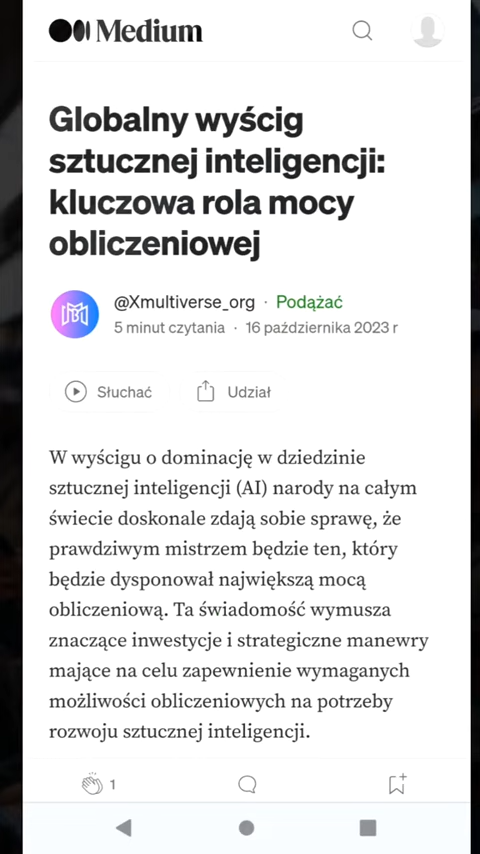 Medium
Globalny wyścig
sztucznej inteligencji:
kluczowa rola mocy
obliczeniowej
@Xmultiverse_org · Podążać
5 minut czytania · 16 października 2023 r
Słuchać
Udział
W wyścigu o dominację w dziedzinie
sztucznej inteligencji (AI) narody na całym
świecie doskonale zdają sobie sprawę, że
prawdziwym mistrzem będzie ten, który
będzie dysponował największą mocą
obliczeniową. Ta świadomość wymusza
znaczące inwestycje i strategiczne manewry
mające na celu zapewnienie wymaganych
możliwości obliczeniowych na potrzeby
rozwoju sztucznej inteligencji.
1